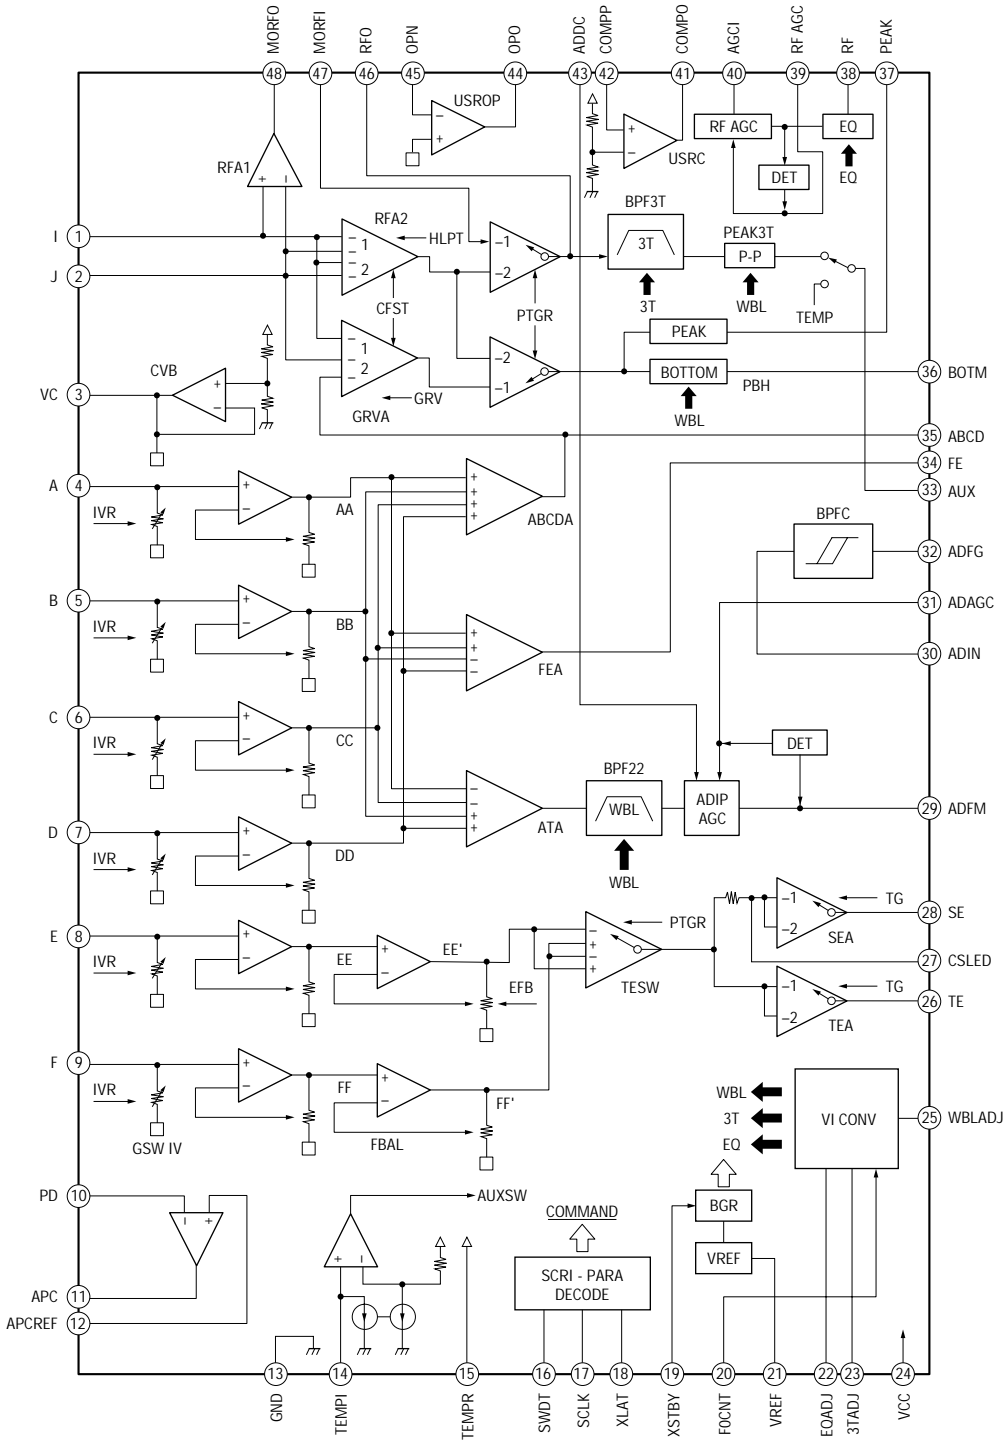 MORFO
MORFI
RFO
OPN
OPO
ADDC
COMPP
COMPO
AGCI
RF AGC
RF
PEAK
48
47
46
45
44
43
42
41
40
39
38
37
USROP
−
+
RFA1
+
−
+
−
USRC
RF AGC
EQ
DET
EQ
I
1
J
2
RFA2
HLPT
−
1
−
−
2
−
CFST
−1
−2
PTGR
BPF3T
3T
3T
PEAK3T
P-P
WBL
TEMP
−
1
−
2
−
GRV
GRVA
−2
−1
PEAK
BOTTOM
PBH
WBL
36
BOTM
CVB
+
−
VC
3
35
ABCD
34
FE
33
AUX
A
4
IVR
+
−
AA
+
+
+
+
ABCDA
BPFC
32
ADFG
B
5
IVR
+
−
BB
+
+
−
−
FEA
31
ADAGC
30
ADIN
C
6
IVR
+
−
CC
DET
BPF22
WBL
WBL
ADIP
AGC
29
ADFM
−
−
+
+
ATA
D
7
IVR
+
−
DD
E
8
IVR
+
−
EE
+
−
EE'
EFB
−
+
−
+
PTGR
TESW
−1
−2
TG
SEA
28
SE
27
CSLED
−1
−2
TG
TEA
26
TE
F
9
IVR
GSW IV
+
−
FF
+
−
FBAL
FF'
WBL
3T
EQ
VI CONV
25
WBLADJ
PD
10
−
+
APC
11
APCREF
12
AUXSW
+
−
COMMAND
SCRI - PARA
DECODE
BGR
VREF
13
14
15
16
17
18
19
20
21
22
23
24
GND
TEMPI
TEMPR
SWDT
SCLK
XLAT
XSTBY
F0CNT
VREF
EQADJ
3TADJ
VCC